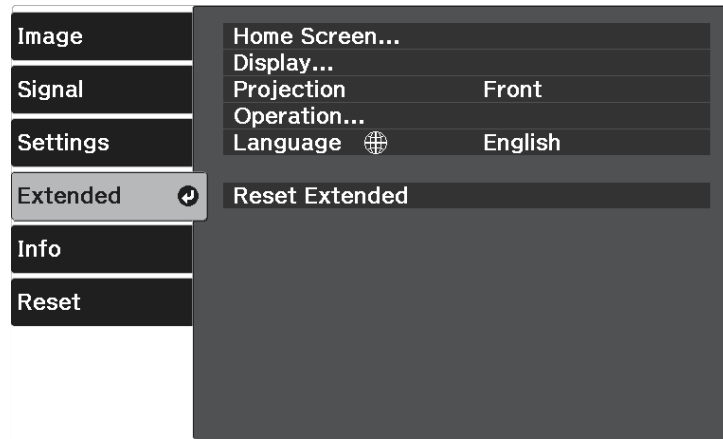 Image
Signal
Settings
Extended
Info
Reset
Home Screen...
Display...
Projection Front
Operation...
Language English
Reset Extended